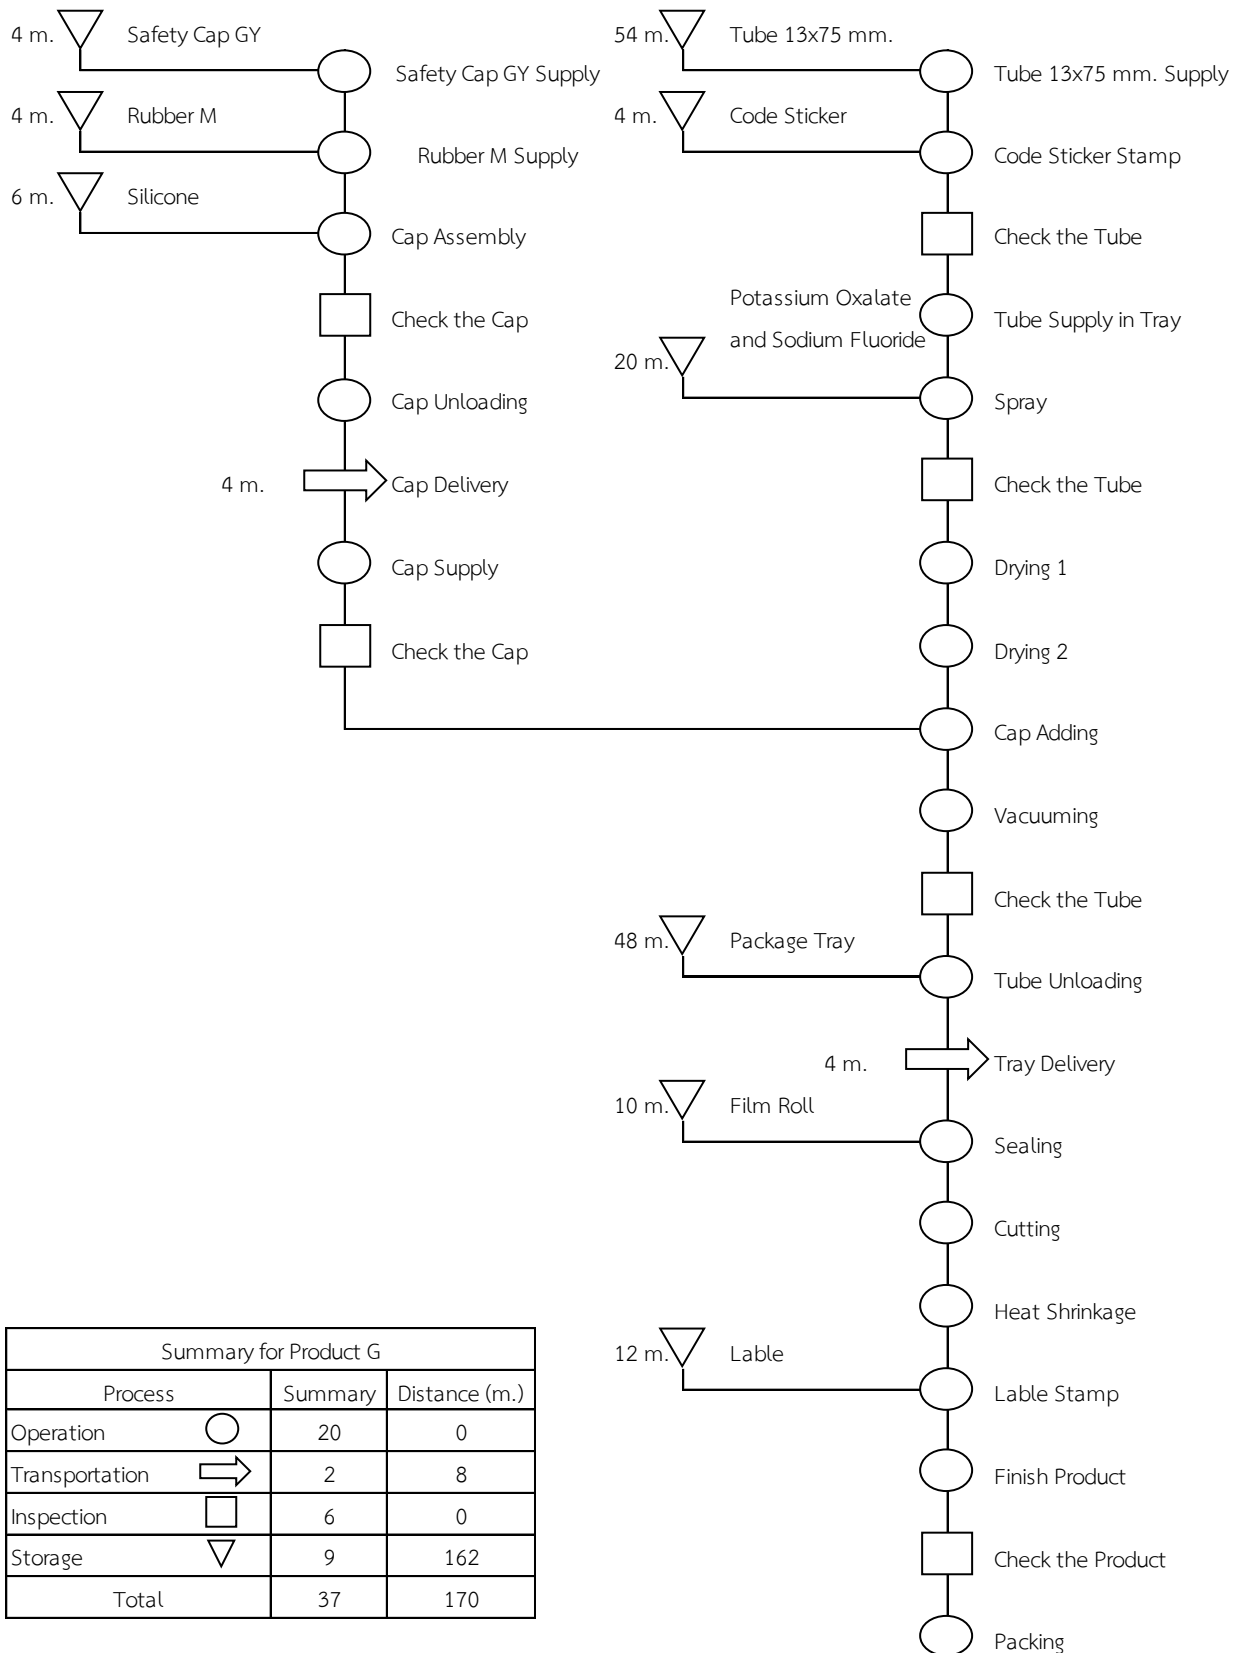 4 m. Safety Cap GY
Safety Cap GY Supply
4 m. Rubber M
Rubber M Supply
6 m. Silicone
Cap Assembly
Check the Cap
Cap Unloading
4 m. Cap Delivery
Cap Supply
Check the Cap
54 m. Tube 13x75 mm.
Tube 13x75 mm. Supply
4 m. Code Sticker
Code Sticker Stamp
Check the Tube
Potassium Oxalate
and Sodium Fluoride
Tube Supply in Tray
20 m.
Spray
Check the Tube
Drying 1
Drying 2
Cap Adding
Vacuuming
Check the Tube
48 m. Package Tray
Tube Unloading
4 m. Tray Delivery
10 m. Film Roll
Sealing
Cutting
Heat Shrinkage
12 m. Lable
Lable Stamp
Finish Product
Check the Product
Packing
Summary for Product G
Process Summary Distance (m.)
Operation 20 0
Transportation 2 8
Inspection 6 0
Storage 9 162
Total 37 170